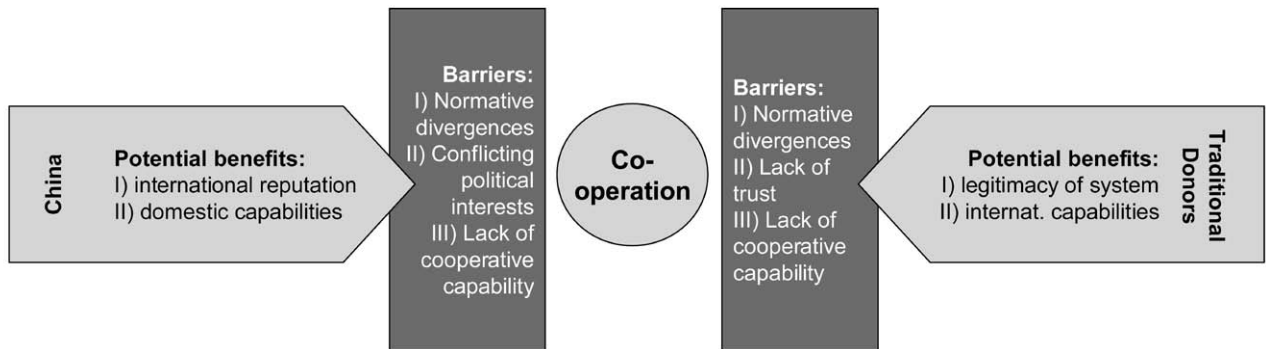 China
Potential benefits:
I) international reputation
II) domestic capabilities
Barriers:
I) Normative
divergences
II) Conflicting
political
interests
III) Lack of
cooperative
capability
Co-
operation
Barriers:
I) Normative
divergences
II) Lack of
trust
III) Lack of
cooperative
capability
Potential benefits:
I) legitimacy of system
II) internat. capabilities
Traditional
Donors